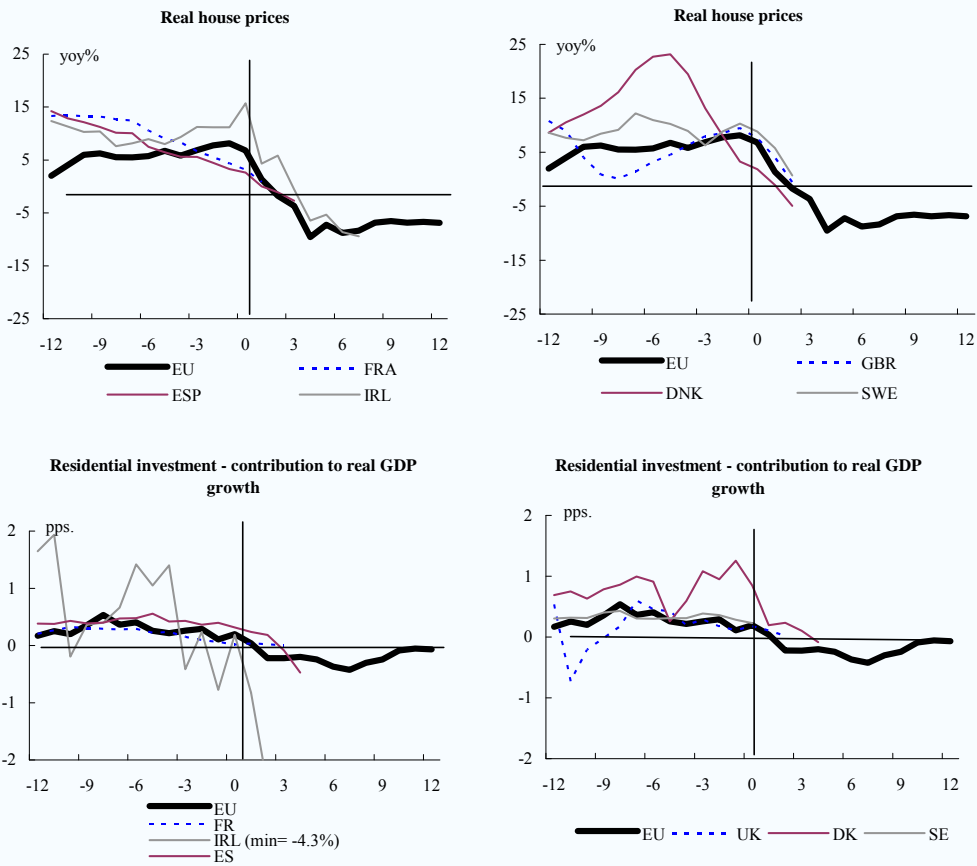 Real house prices
yoy%
25
15
5
-5
-15
-25
-12 -9 -6 -3 0 3 6 9 12
EU FRA
ESP IRL
Real house prices
yoy%
25
15
5
-5
-15
-25
-12 -9 -6 -3 0 3 6 9 12
EU GBR
DNK SWE
Residential investment - contribution to real GDP
growth
pps.
2
1
0
-1
-2
-12 -9 -6 -3 0 3 6 9 12
EU
FR
IRL (min= -4.3%)
ES
Residential investment - contribution to real GDP
growth
pps.
2
1
0
-1
-2
-12 -9 -6 -3 0 3 6 9 12
EU UK DK SE